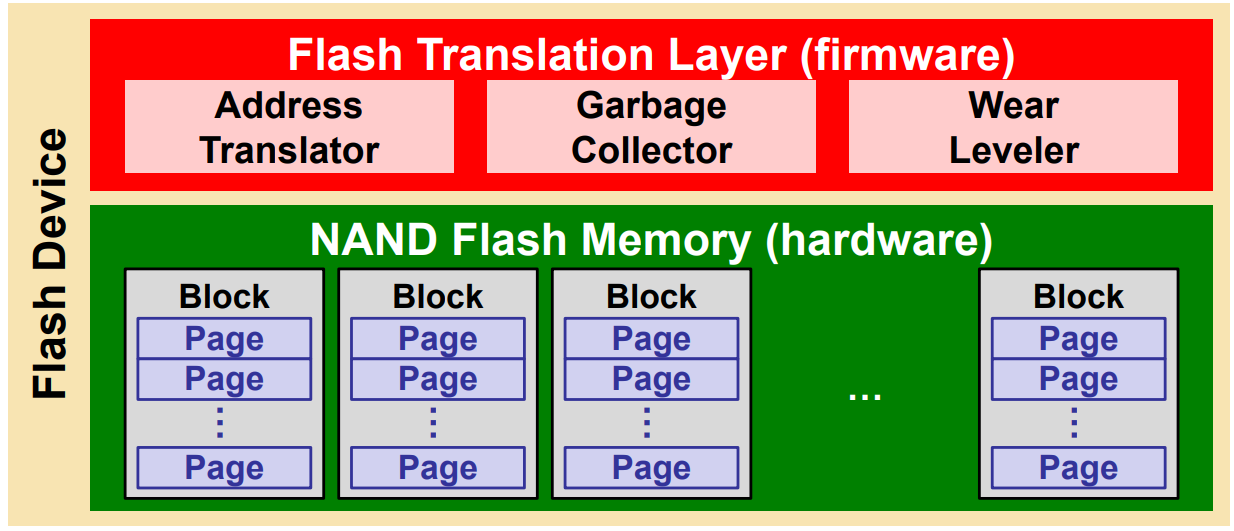 Flash Device
Flash Translation Layer (firmware)
Address
Translator
Garbage
Collector
Wear
Leveler
NAND Flash Memory (hardware)
Block
Page
Page
⋮
Page
Block
Page
Page
⋮
Page
Block
Page
Page
⋮
Page
...
Block
Page
Page
⋮
Page